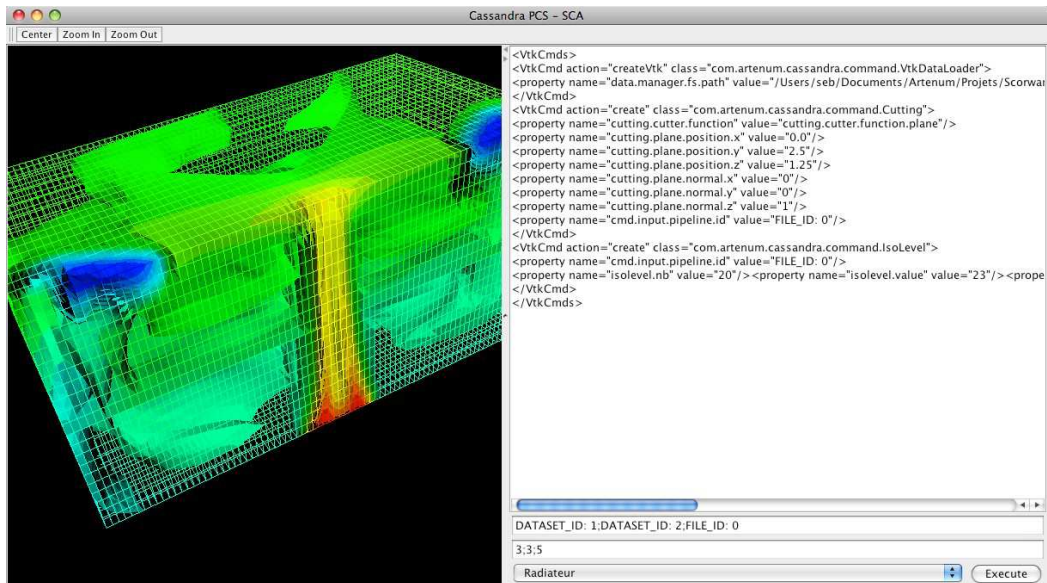 Cassandra PCS – SCA
Center Zoom In Zoom Out
<VtkCmds>
<VtkCmd action="createVtk" class="com.artenum.cassandra.command.VtkDataLoader">
<property name="data.manager.fs.path" value="/Users/seb/Documents/Artenum/Projets/Scorwar
</VtkCmd>
<VtkCmd action="create" class="com.artenum.cassandra.command.Cutting">
<property name="cutting.cutter.function" value="cutting.cutter.function.plane"/>
<property name="cutting.plane.position.x" value="0.0"/>
<property name="cutting.plane.position.y" value="2.5"/>
<property name="cutting.plane.position.z" value="1.25"/>
<property name="cutting.plane.normal.x" value="0"/>
<property name="cutting.plane.normal.y" value="0"/>
<property name="cutting.plane.normal.z" value="1"/>
<property name="cmd.input.pipeline.id" value="FILE_ID: 0"/>
</VtkCmd>
<VtkCmd action="create" class="com.artenum.cassandra.command.IsoLevel">
<property name="cmd.input.pipeline.id" value="FILE_ID: 0"/>
<property name="isolevel.nb" value="20"/><property name="isolevel.value" value="23"/><prope
</VtkCmd>
</VtkCmds>
DATASET_ID: 1;DATASET_ID: 2;FILE_ID: 0
3;3;5
Radiateur Execute